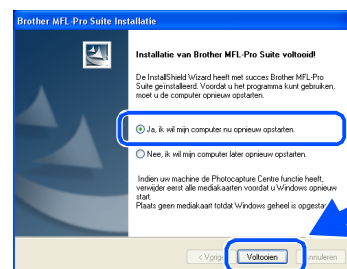 Brother MFL-Pro Suite Installatie
Installatie van Brother MFL-Pro Suite voltooid!
De InstallShield Wizard heeft met succes Brother MFL-Pro
Suite geïnstalleerd. Voordat u het programma kunt gebruiken,
moet u de computer opnieuw opstarten.
Ja, ik wil mijn computer nu opnieuw opstarten.
Nee, ik wil mijn computer later opnieuw opstarten.
Indien uw machine de Photocapture Centre functie heeft,
verwijder eerst alle mediakaarten voordat u Windows opnieuw
start.
Plaats geen mediakaart totdat Windows geheel is opgestar
< Vorige Voltooien nnuleren